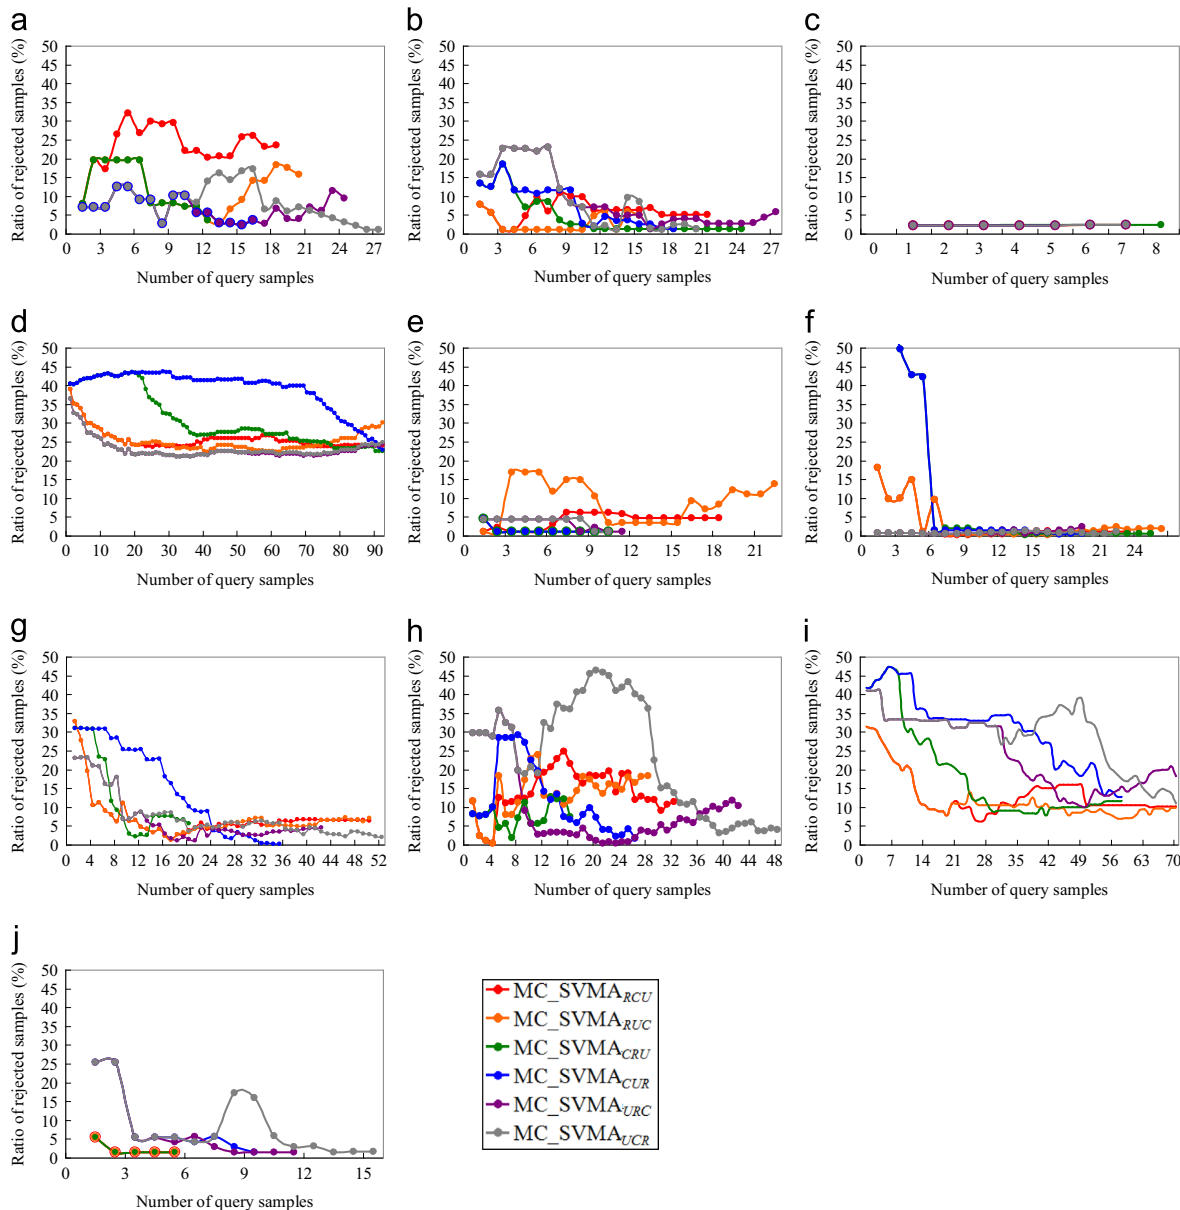 a
Ratio of rejected samples (%)
50
45
40
35
30
25
20
15
10
5
0
0 3 6 9 12 15 18 21 24 27
Number of query samples
b
Ratio of rejected samples (%)
50
45
40
35
30
25
20
15
10
5
0
0 3 6 9 12 15 18 21 24 27
Number of query samples
c
Ratio of rejected samples (%)
50
45
40
35
30
25
20
15
10
5
0
0 1 2 3 4 5 6 7 8
Number of query samples
d
Ratio of rejected samples (%)
50
45
40
35
30
25
20
15
10
5
0
0 10 20 30 40 50 60 70 80 90
Number of query samples
e
Ratio of rejected samples (%)
50
45
40
35
30
25
20
15
10
5
0
3 6 9 12 15 18 21
Number of query samples
f
Ratio of rejected samples (%)
50
45
40
35
30
25
20
15
10
5
0
0 3 6 9 12 15 18 21 24
Number of query samples
g
Ratio of rejected samples (%)
50
45
40
35
30
25
20
15
10
5
0
0 4 8 12 16 20 24 28 32 36 40 44 48 52
Number of query samples
h
Ratio of rejected samples (%)
50
45
40
35
30
25
20
15
10
5
0
0 4 8 12 16 20 24 28 32 36 40 44 48
Number of query samples
i
Ratio of rejected samples (%)
50
45
40
35
30
25
20
15
10
5
0
0 7 14 21 28 35 42 49 56 63 70
Number of query samples
j
Ratio of rejected samples (%)
50
45
40
35
30
25
20
15
10
5
0
0 3 6 9 12 15
Number of query samples
MC_SVMA RCU
MC_SVMA RUC
MC_SVMA CRU
MC_SVMA CUR
MC_SVMA URC
MC_SVMA UCR